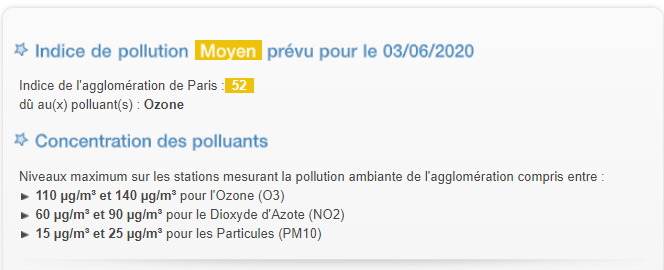 Indice de pollution Moyen prévu pour le 03/06/2020
Indice de l'agglomération de Paris : 52
dû au(x) polluant(s) : Ozone
Concentration des polluants
Niveaux maximum sur les stations mesurant la pollution ambiante de l'agglomération compris entre :
110 µg/m³ et 140 µg/m³ pour l'Ozone (O3)
60 µg/m³ et 90 µg/m³ pour le Dioxyde d'Azote (NO2)
15 µg/m³ et 25 µg/m³ pour les Particules (PM10)